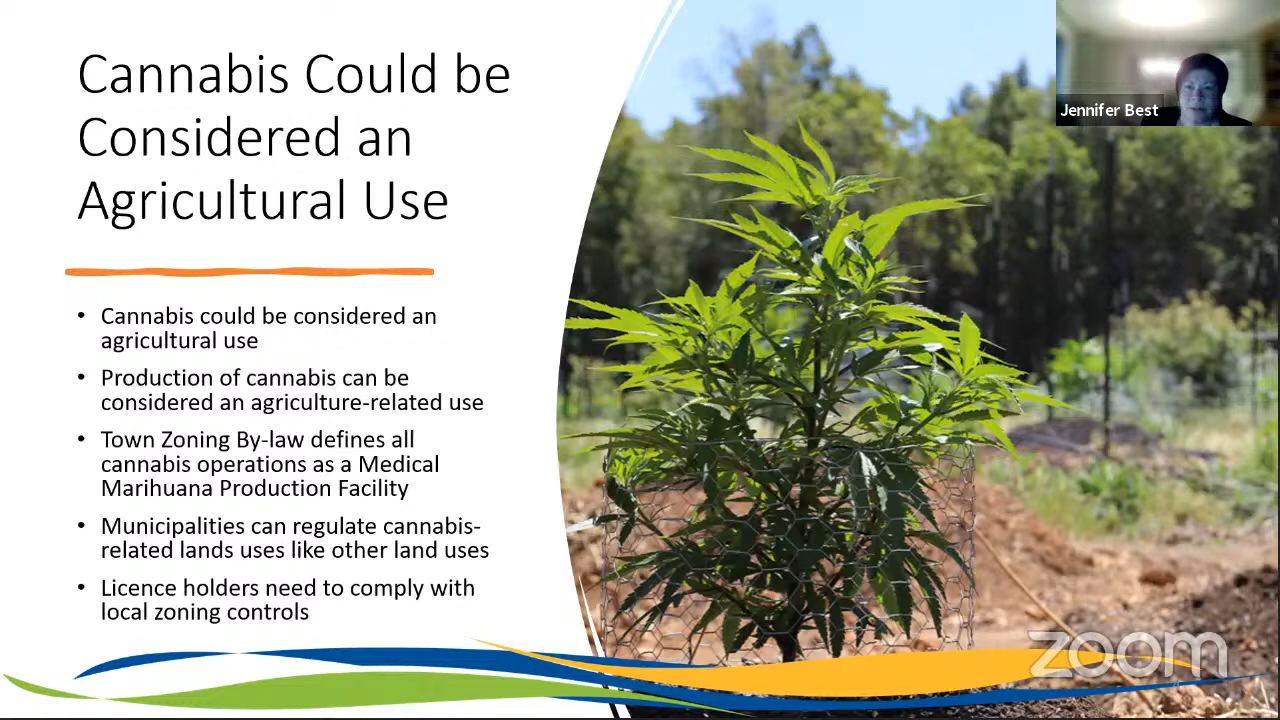 Cannabis Could be
Considered an
Agricultural Use
• Cannabis could be considered an
agricultural use
• Production of cannabis can be
considered an agriculture-related use
• Town Zoning By-law defines all
cannabis operations as a Medical
Marihuana Production Facility
• Municipalities can regulate cannabis-
related lands uses like other land uses
• Licence holders need to comply with
local zoning controls
Jennifer Best
zoom